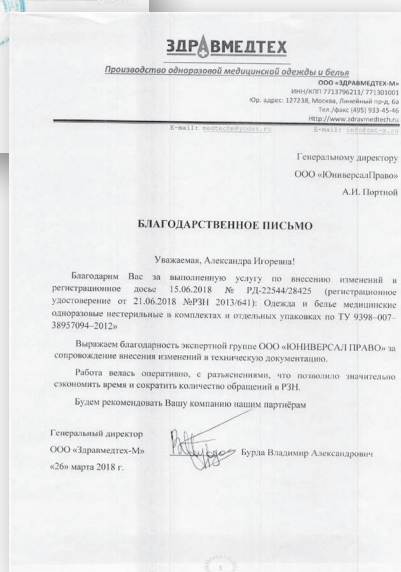 ЗДРАВМЕДТЕХ
Производство одноразовой медицинской одежды и белья
ООО «ЗДРАВМЕДТЕХ-М»
ИНН/КПП 7713796211/ 771301001
Юр. адрес: 127238, Москва, Линейный пр-д, 6а
Тел./факс (495) 933-45-46
Http://www.zdravmedtech.ru
E-mail: E-mail:
Генеральному директору
ООО «ЮниверсалПраво»
А.И. Портной
БЛАГОДАРСТВЕННОЕ ПИСЬМО
Уважаемая, Александра Игоревна!
Благодарим Вас за выполненную услугу по внесению изменений в
регистрационное досье 15.06.2018 № РД-22544/28425 (регистрационное
удостоверение от 21.06.2018 №РЗН 2013/641): Одежда и белье медицинские
одноразовые нестерильные в комплектах и отдельных упаковках по ТУ 9398–007–
38957094–2012»
Выражаем благодарность экспертной группе ООО «ЮНИВЕРСАЛ ПРАВО» за
сопровождение внесения изменений в техническую документацию.
Работа велась оперативно, с разъяснениями, что позволило значительно
сэкономить время и сократить количество обращений в РЗН.
Будем рекомендовать Вашу компанию нашим партнёрам
Генеральный директор
ООО «Здравмедтех-М» Бурда Владимир Александрович
«26» марта 2018 г.